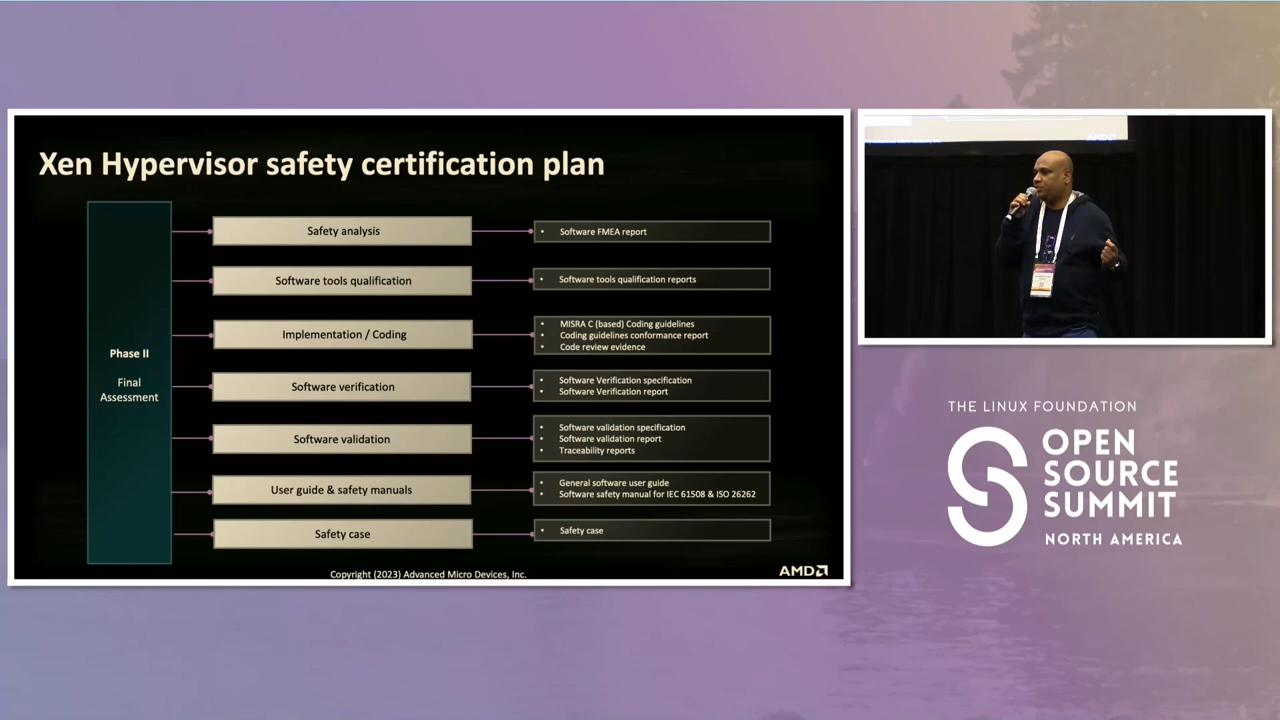 Xen Hypervisor safety certification plan
Phase II
Final
Assessment
Safety analysis
• Software FMEA report
Software tools qualification
• Software tools qualification reports
Implementation / Coding
• MISRA C (based) Coding guidelines
• Coding guidelines conformance report
• Code review evidence
Software verification
• Software Verification specification
• Software Verification report
Software validation
• Software validation specification
• Software validation report
• Traceability reports
User guide & safety manuals
• General software user guide
• Software safety manual for IEC 61508 & ISO 26262
Safety case
• Safety case
Copyright (2023) Advanced Micro Devices, Inc.
AMD
AMD
THE LINUX FOUNDATION
OPEN
SOURCE
SUMMIT
NORTH AMERICA